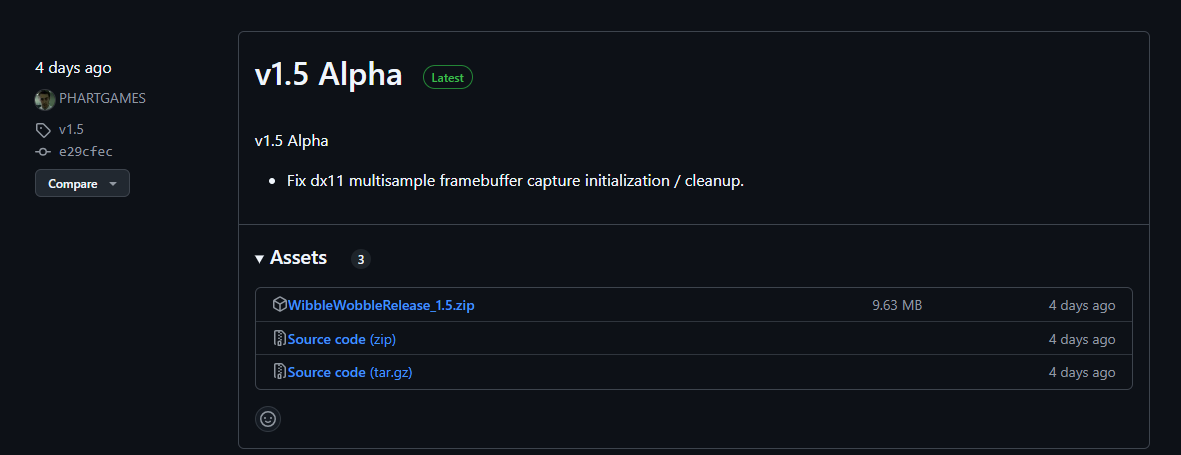 4 days ago
PHARTGAMES
v1.5
e29cfec
Compare
v1.5 Alpha Latest
v1.5 Alpha
Fix dx11 multisample framebuffer capture initialization / cleanup.
Assets 3
WibbleWobbleRelease_1.5.zip 9.63 MB 4 days ago
Source code (zip) 4 days ago
Source code (tar.gz) 4 days ago